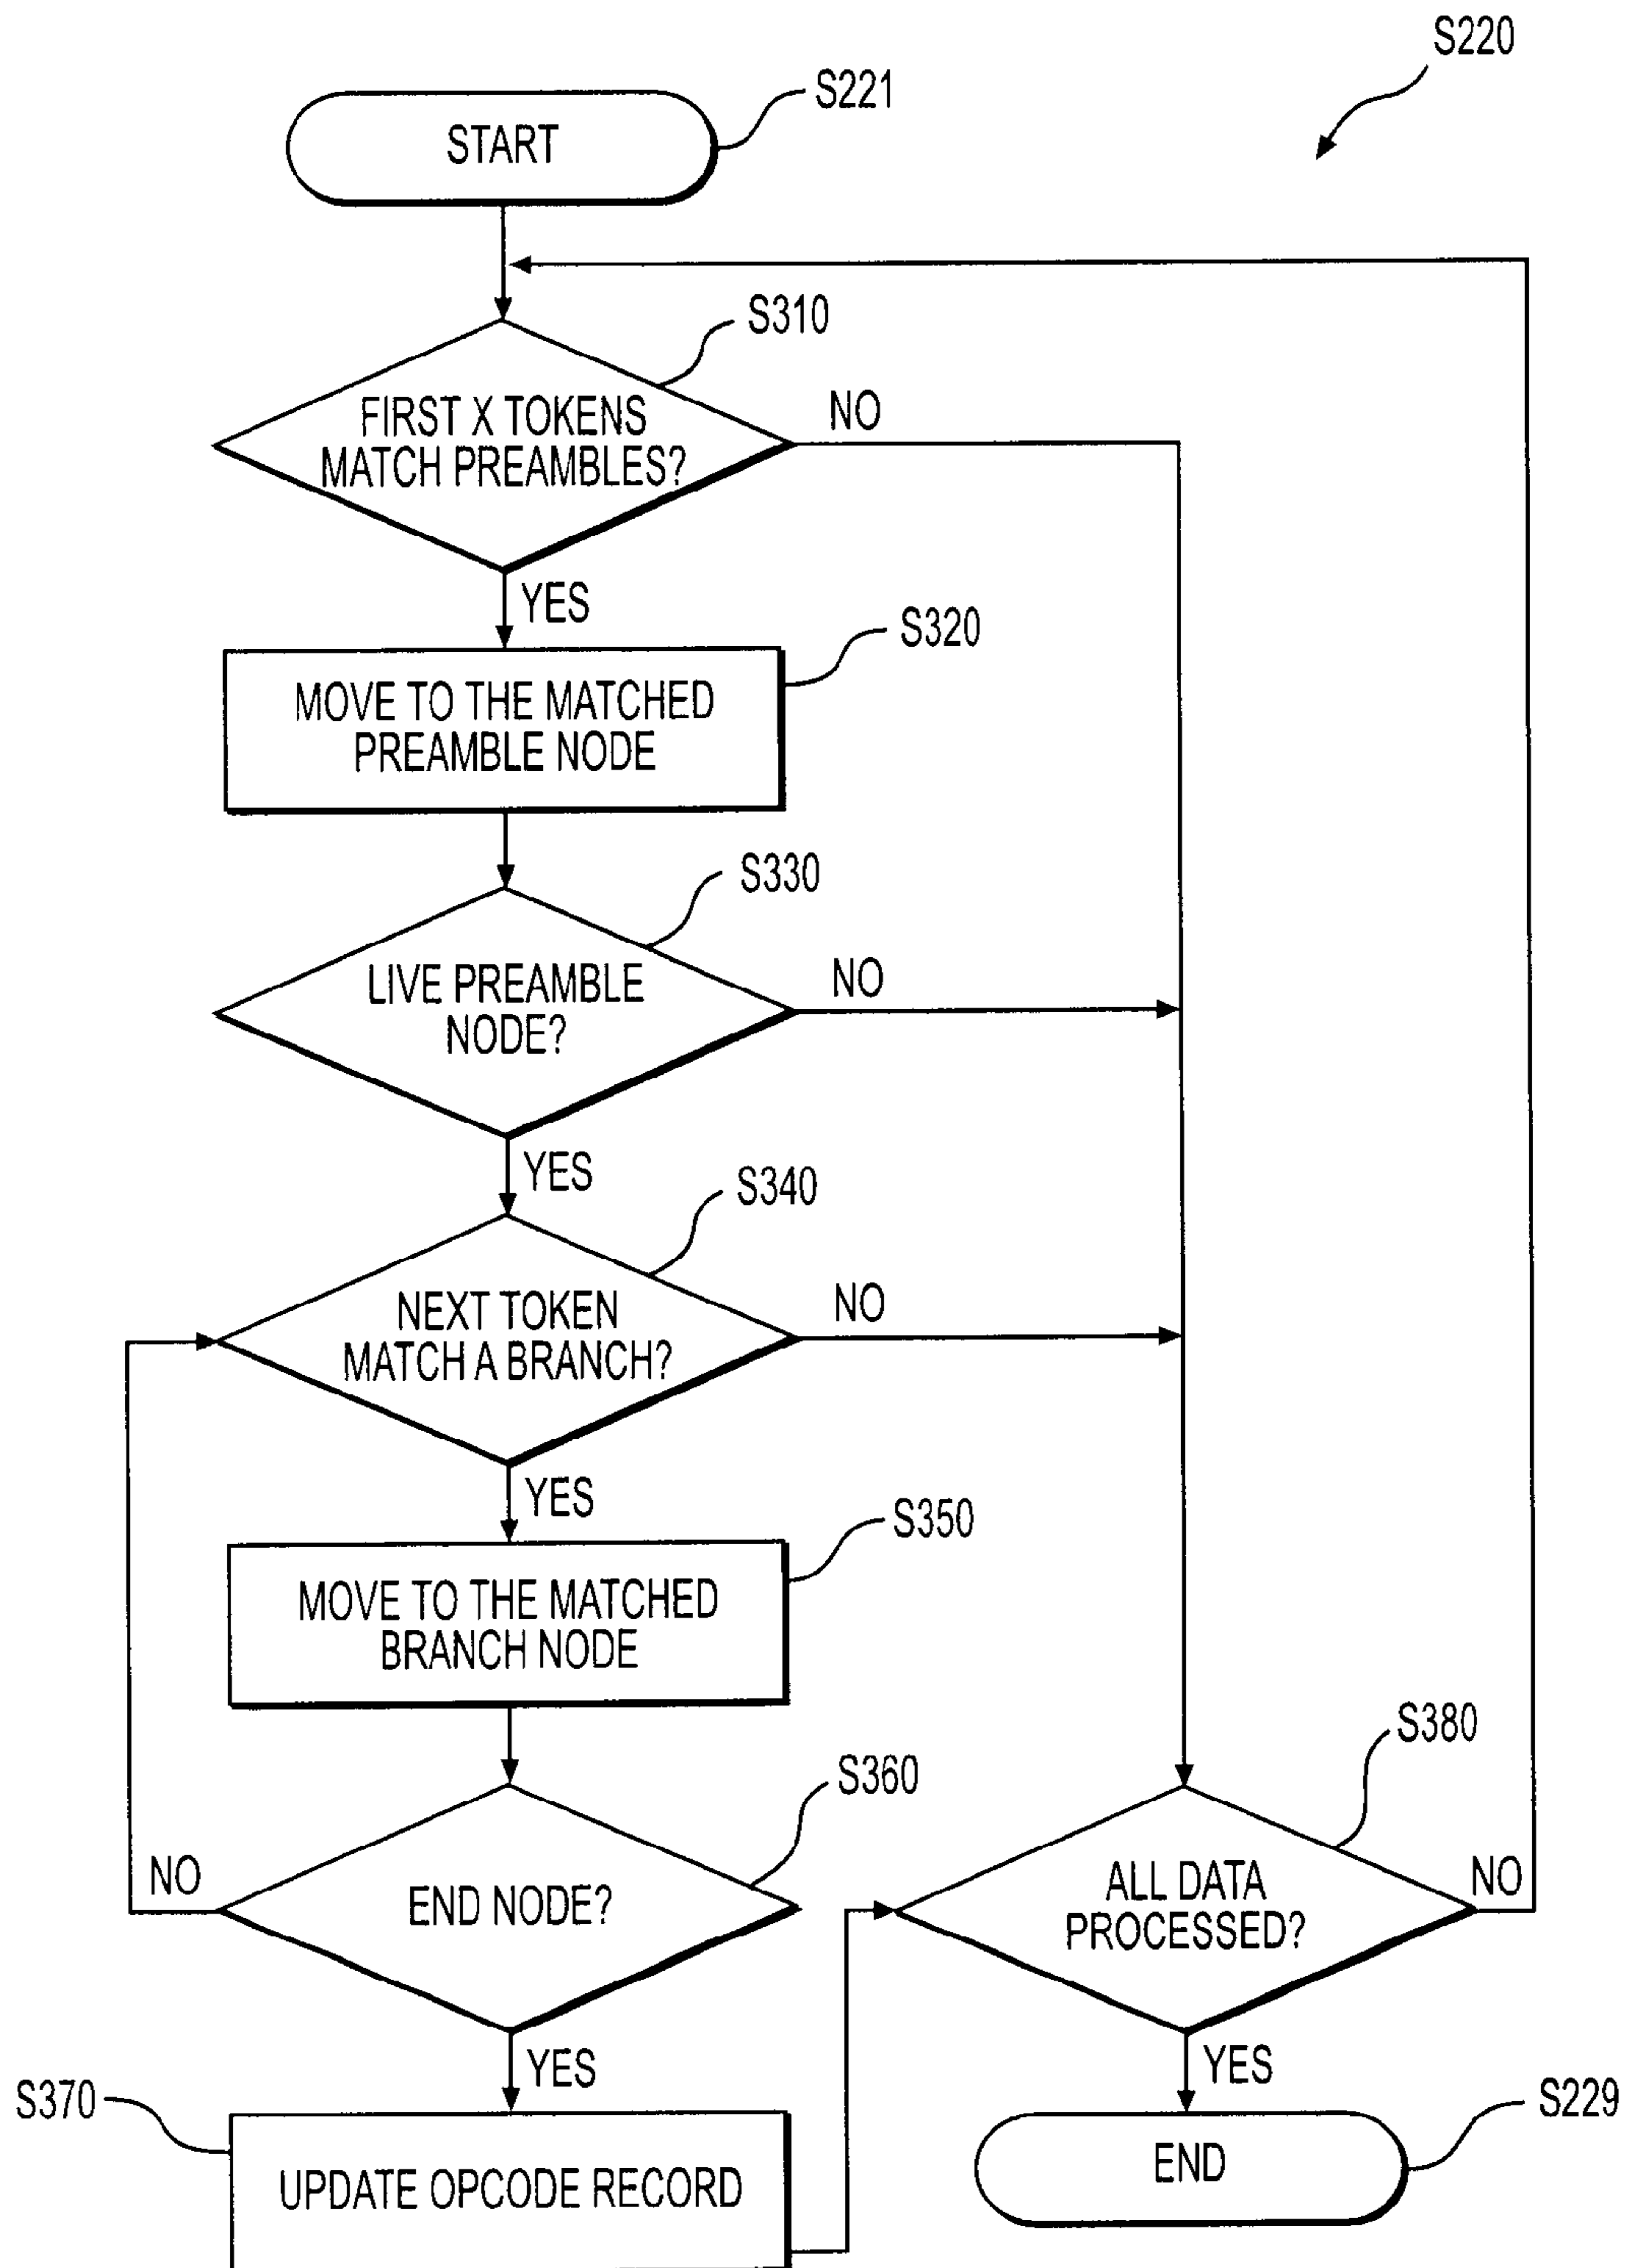 S220
S221
START
S310
FIRST X TOKENS
MATCH PREAMBLES?
NO
YES
S320
MOVE TO THE MATCHED
PREAMBLE NODE
S330
LIVE PREAMBLE
NODE?
NO
YES
S340
NEXT TOKEN
MATCH A BRANCH?
NO
YES
S350
MOVE TO THE MATCHED
BRANCH NODE
S360
END NODE?
NO
YES
S370
UPDATE OPCODE RECORD
S380
ALL DATA
PROCESSED?
NO
YES
END
S229